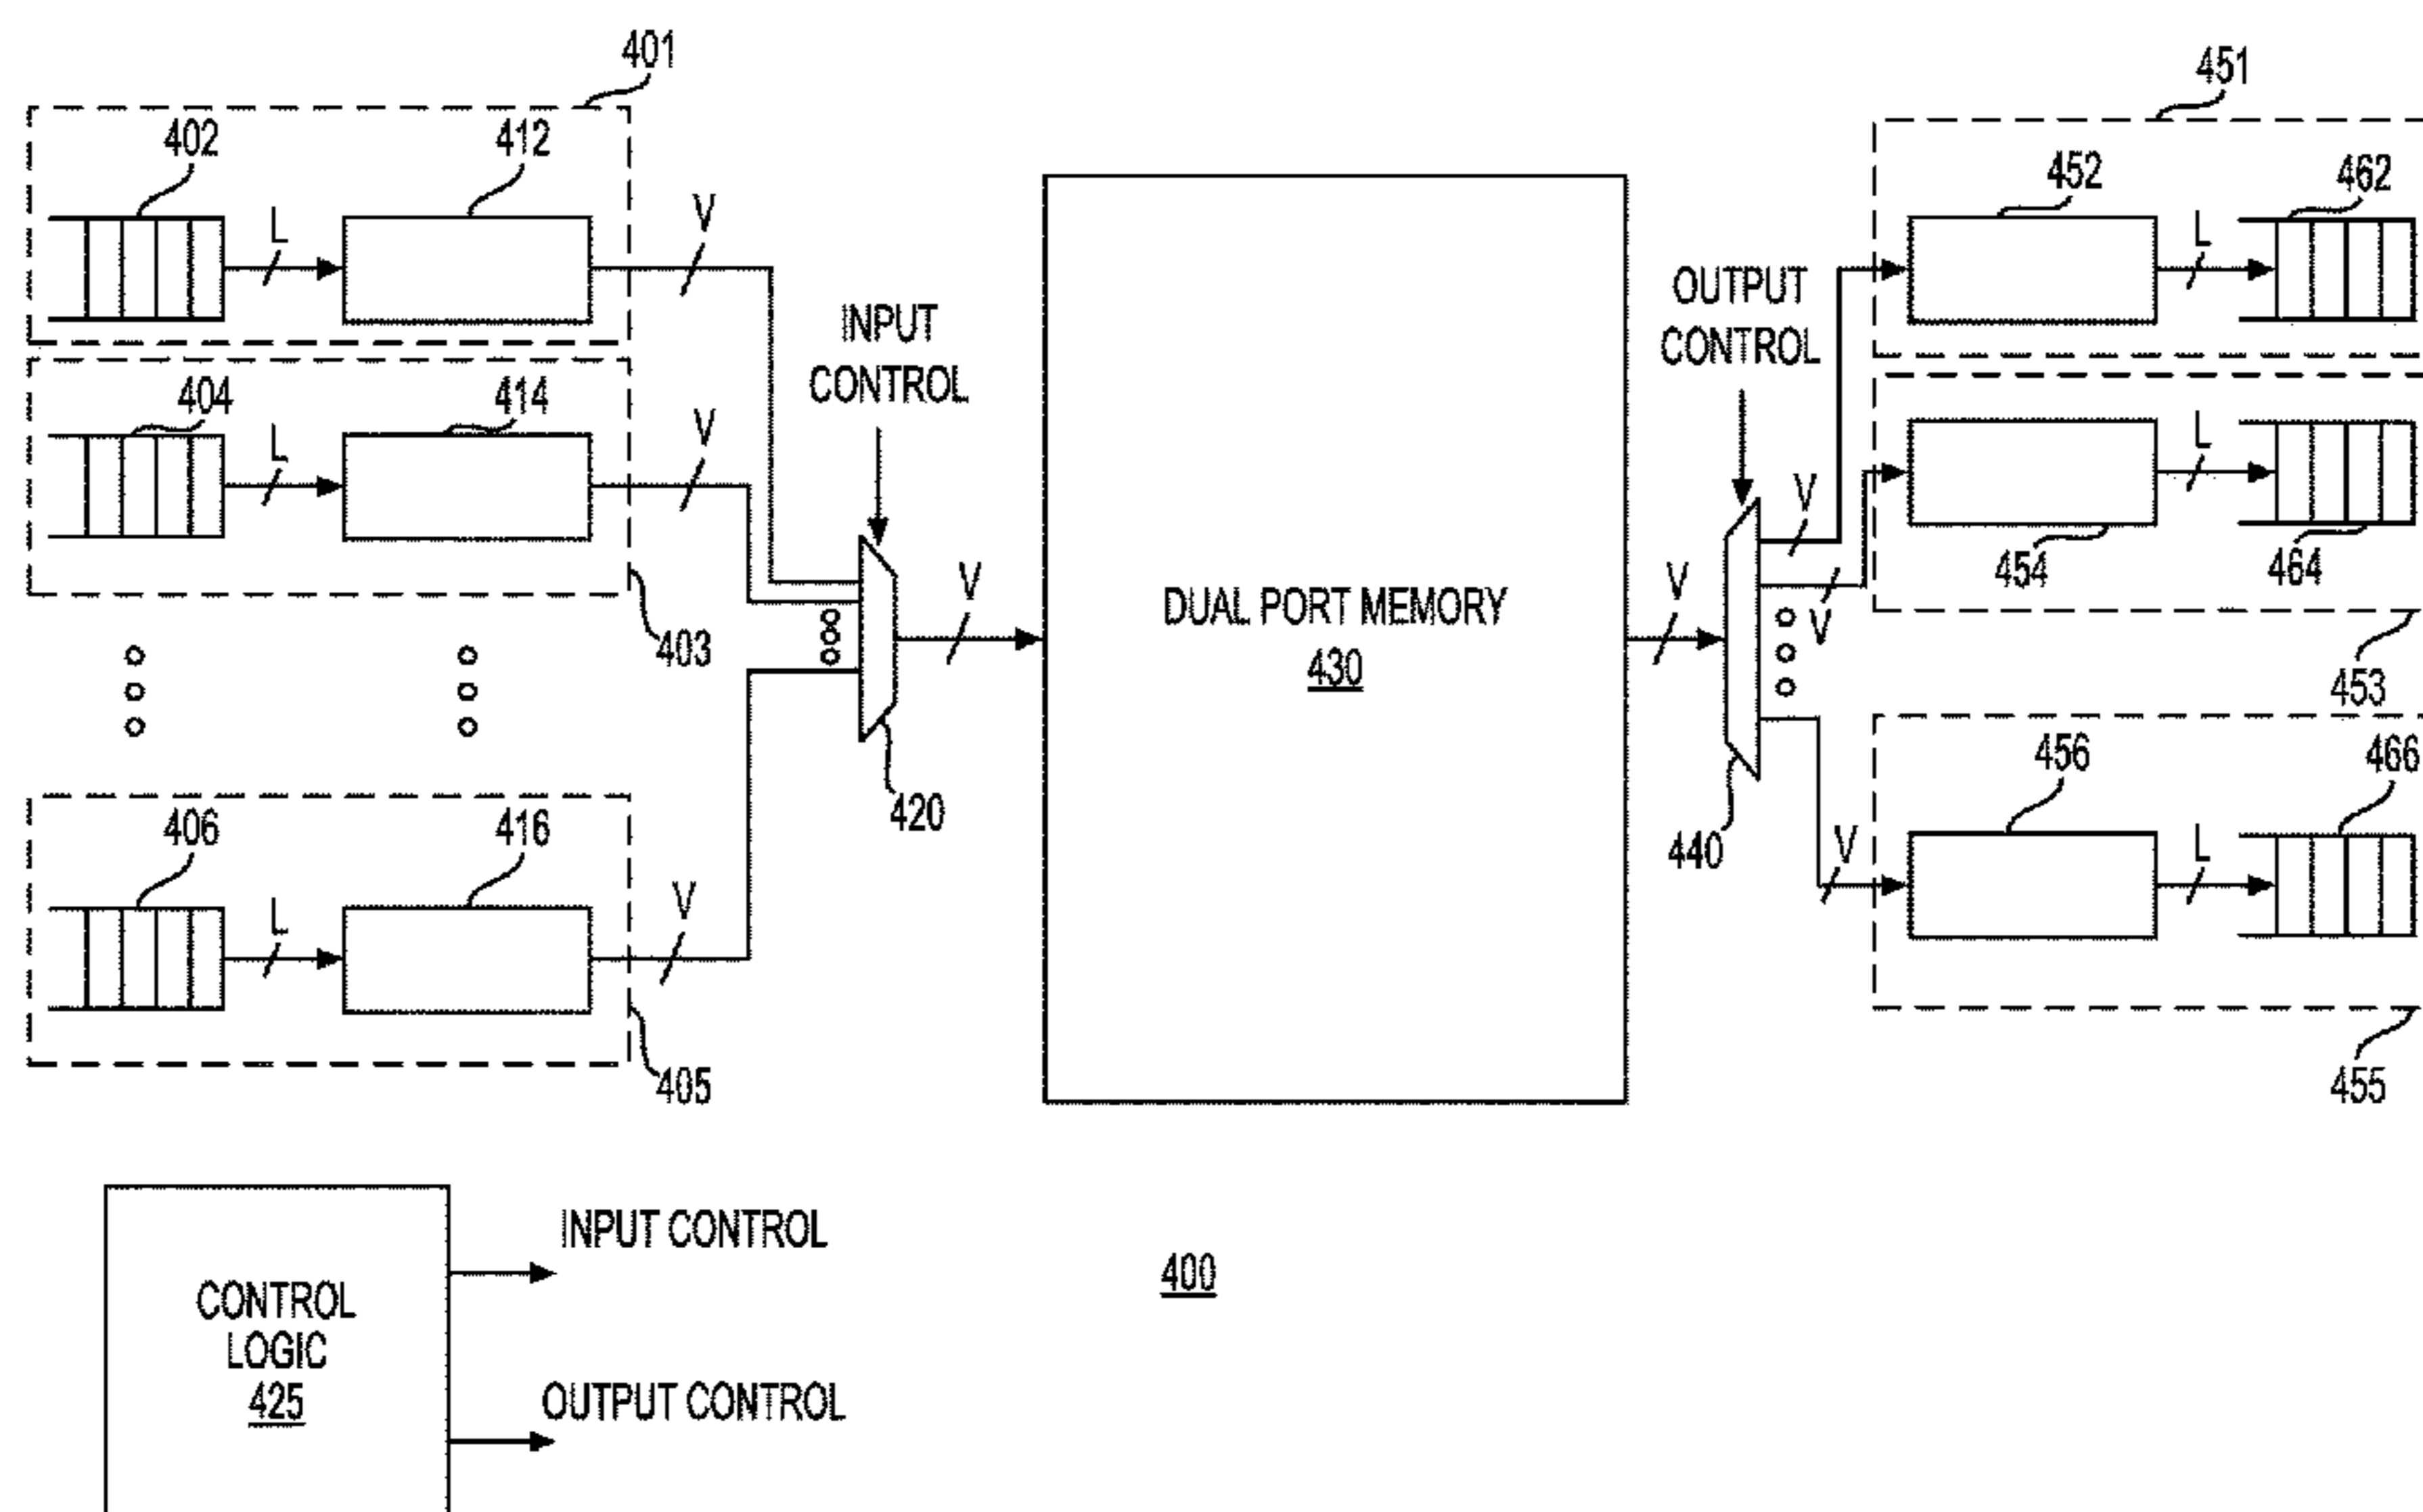 401
451
402
412
452
462
L
V
L
INPUT
CONTROL
OUTPUT
CONTROL
404
414
L
V
L
V
454
464
V
V
V
DUAL PORT MEMORY
430
403
453
420
440
406
416
456
466
L
V
V
L
405
455
CONTROL
LOGIC
425
INPUT CONTROL
OUTPUT CONTROL
400